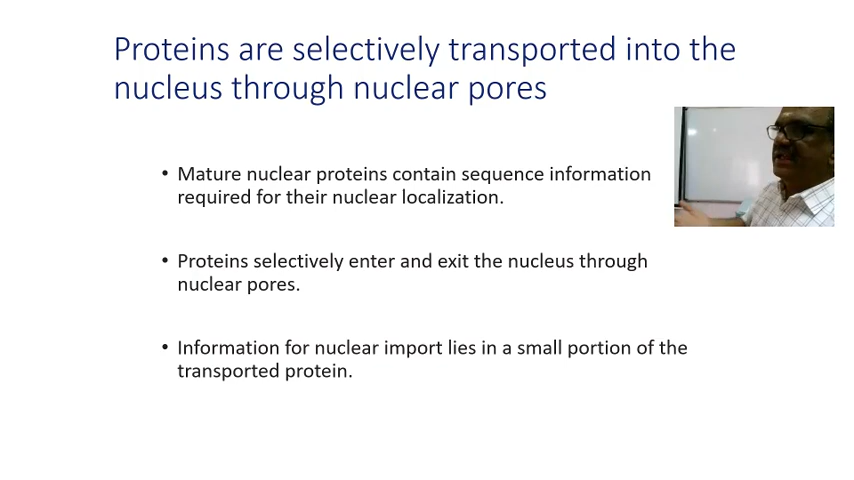 Proteins are selectively transported into the
nucleus through nuclear pores
• Mature nuclear proteins contain sequence information
required for their nuclear localization.
• Proteins selectively enter and exit the nucleus through
nuclear pores.
• Information for nuclear import lies in a small portion of the
transported protein.